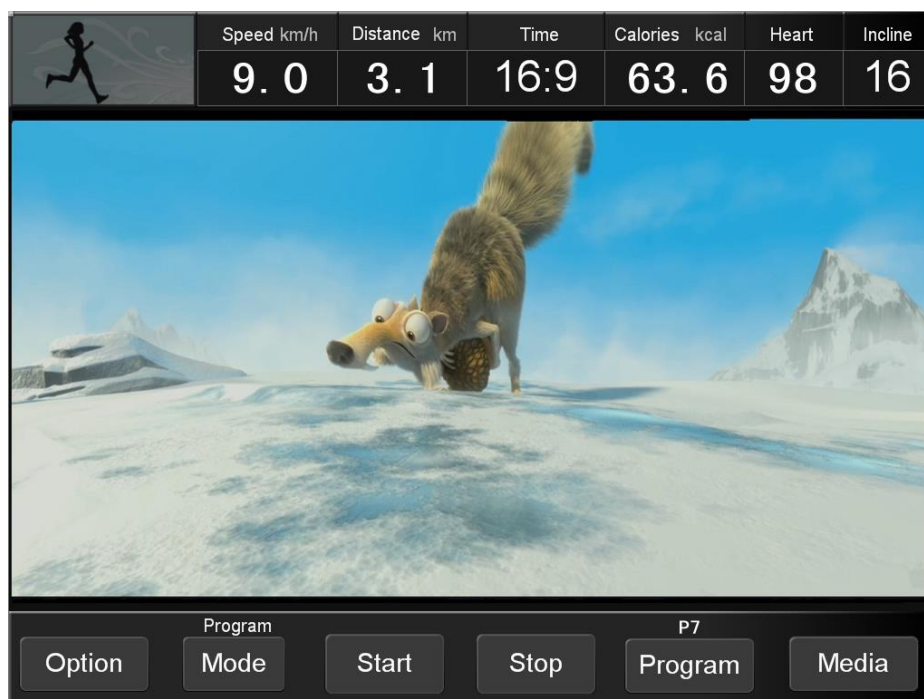 Speed km/h Distance km Time Calories kcal Heart Incline
9.0 3.1 16:9 63.6 98 16
Program P7
Option Mode Start Stop Program Media